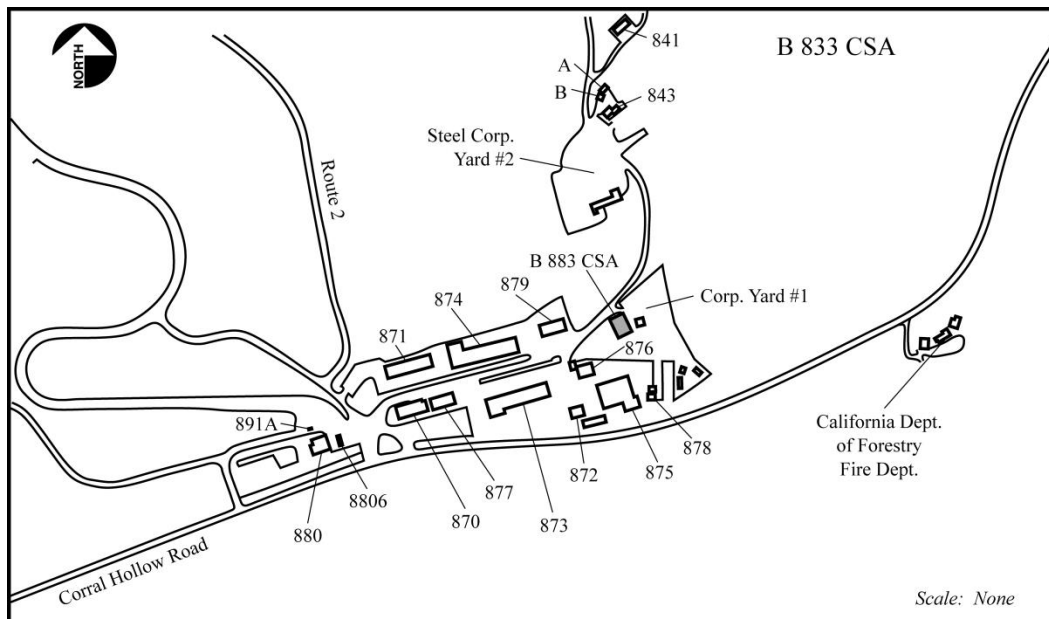 NORTH
841
B 833 CSA
A
B
843
Steel Corp.
Yard #2
Route 2
B 883 CSA
879
Corp. Yard #1
874
871
876
891A
California Dept.
of Forestry
Fire Dept.
878
872
875
877
8806
870
873
880
Corral Hollow Road
Scale: None